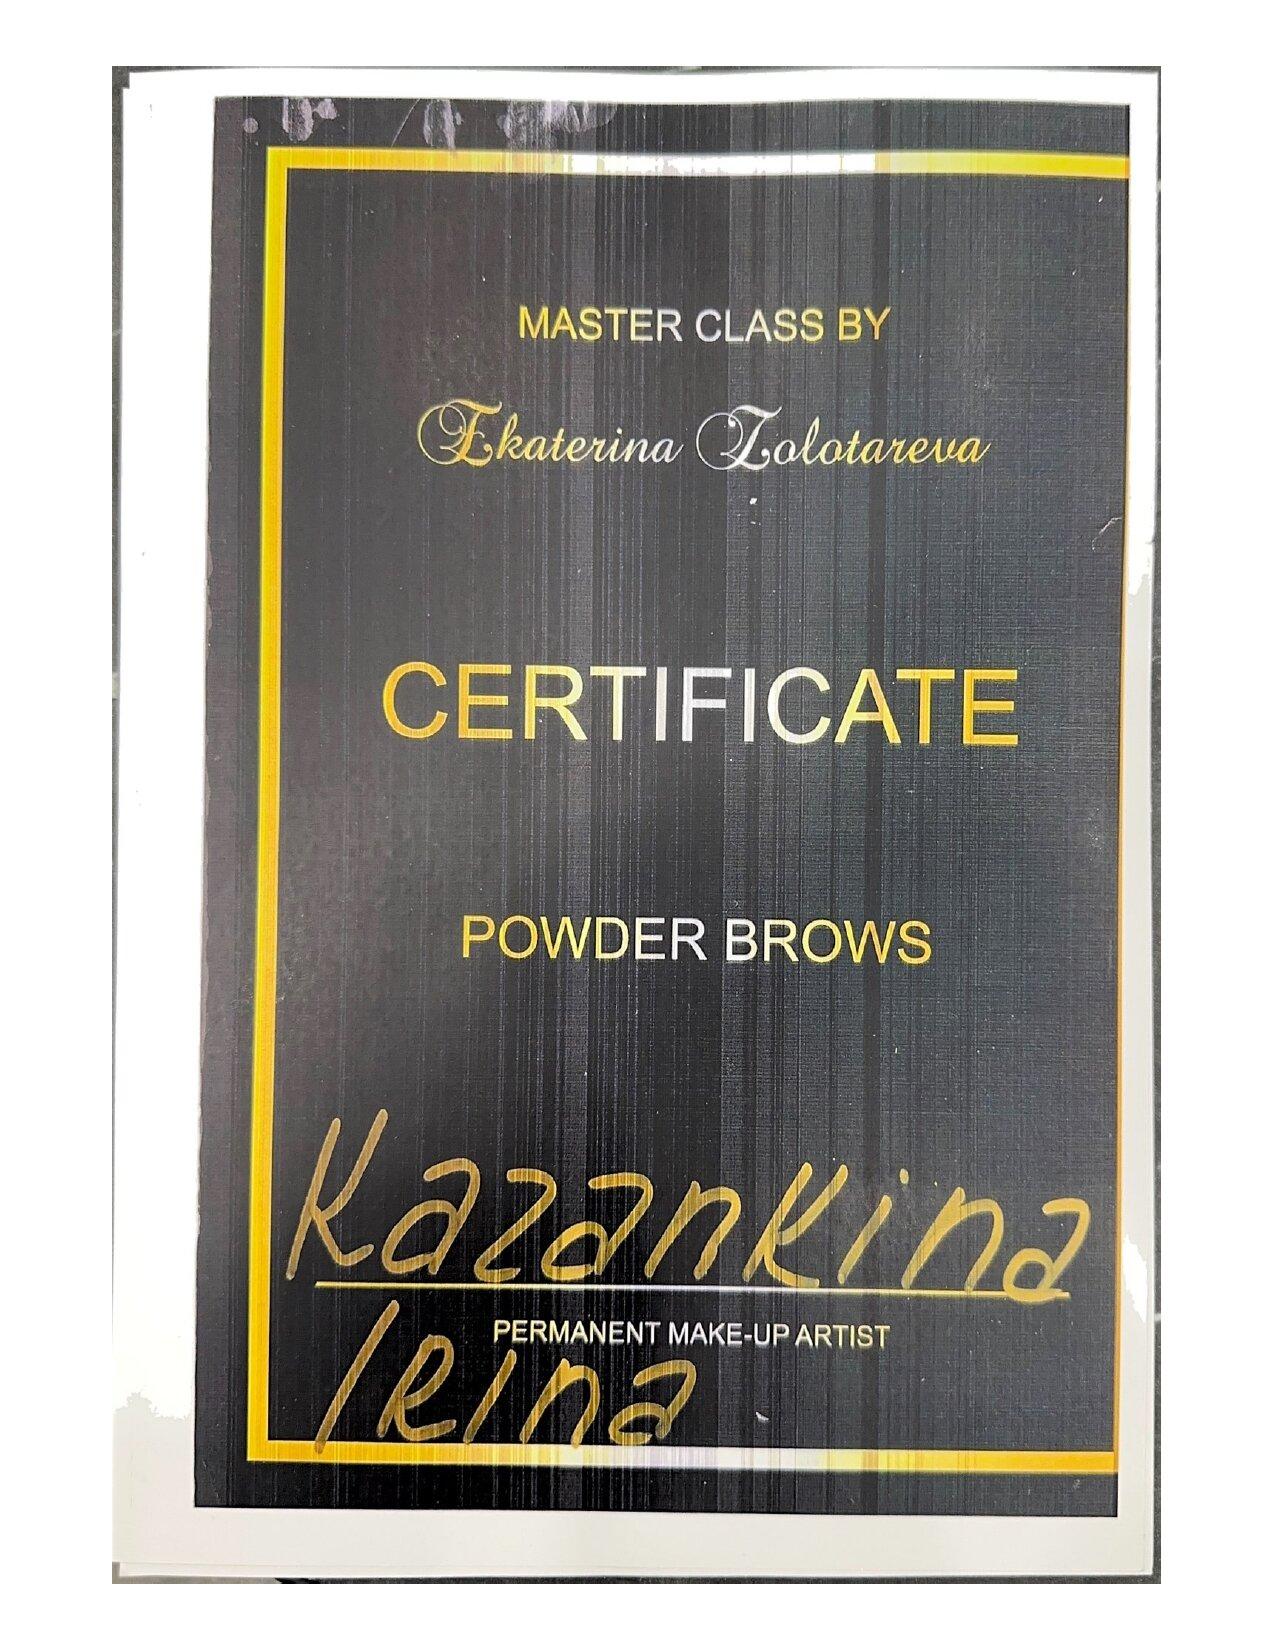 MASTER CLASS BY
Ekaterina Zolotareva
CERTIFICATE
POWDER BROWS
Kazankina
PERMANENT MAKE-UP ARTIST
Irina